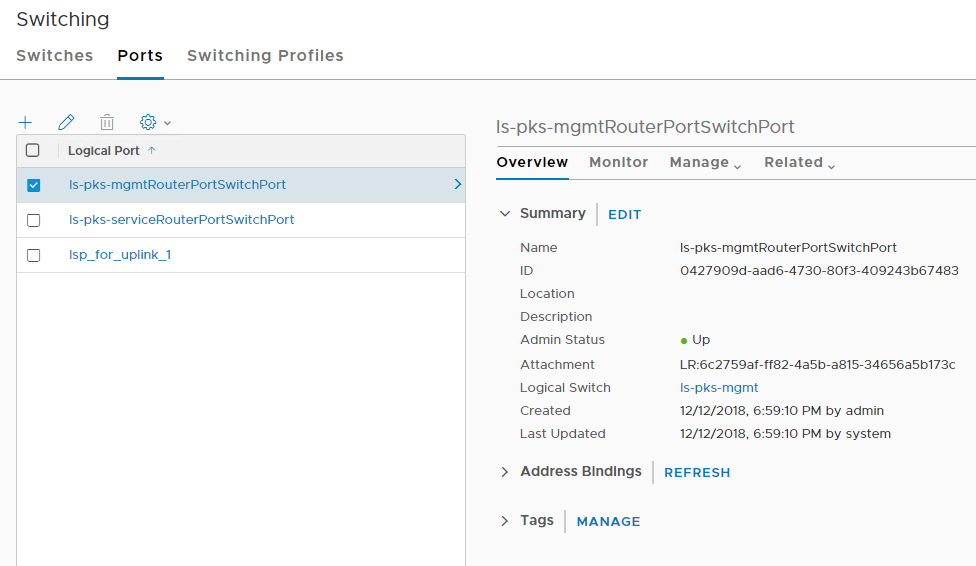 Switching
Switches Ports Switching Profiles
Logical Port
ls-pks-mgmtRouterPortSwitchPort
ls-pks-serviceRouterPortSwitchPort
lsp_for_uplink_1
ls-pks-mgmtRouterPortSwitchPort
Overview Monitor Manage Related
Summary EDIT
Name ls-pks-mgmtRouterPortSwitchPort
ID 0427909d-aad6-4730-80f3-409243b67483
Location
Description
Admin Status Up
Attachment LR:6c2759af-ff82-4a5b-a815-34656a5b173c
Logical Switch ls-pks-mgmt
Created 12/12/2018, 6:59:10 PM by admin
Last Updated 12/12/2018, 6:59:10 PM by system
Address Bindings REFRESH
Tags MANAGE